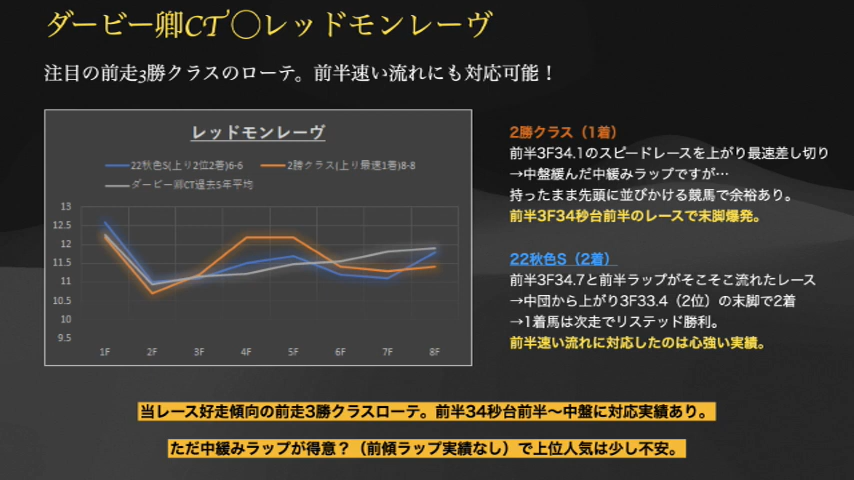 ダービー卿CT ◯レッドモンレーヴ
注目の前走3勝クラスのローテ。前半速い流れにも対応可能！
レッドモンレーヴ
22秋色S(上り2位2着)6-6
2勝クラス(上り最速1着)8-8
ダービー卿CT過去5年平均
13
12.5
12
11.5
11
10.5
10
9.5
1F 2F 3F 4F 5F 6F 7F 8F
2勝クラス（1着）
前半3F34.1のスピードレースを上がり最速差し切り
→中盤緩んだ中緩みラップですが…
持ったまま先頭に並びかける競馬で余裕あり。
前半3F34秒台前半のレースで末脚爆発。
22秋色S（2着）
前半3F34.7と前半ラップがそこそこ流れたレース
→中団から上がり3F33.4（2位）の末脚で2着
→1着馬は次走でリステッド勝利。
前半速い流れに対応したのは心強い実績。
当レース好走傾向の前走3勝クラスローテ。前半34秒台前半〜中盤に対応実績あり。
ただ中緩みラップが得意？（前傾ラップ実績なし）で上位人気は少し不安。